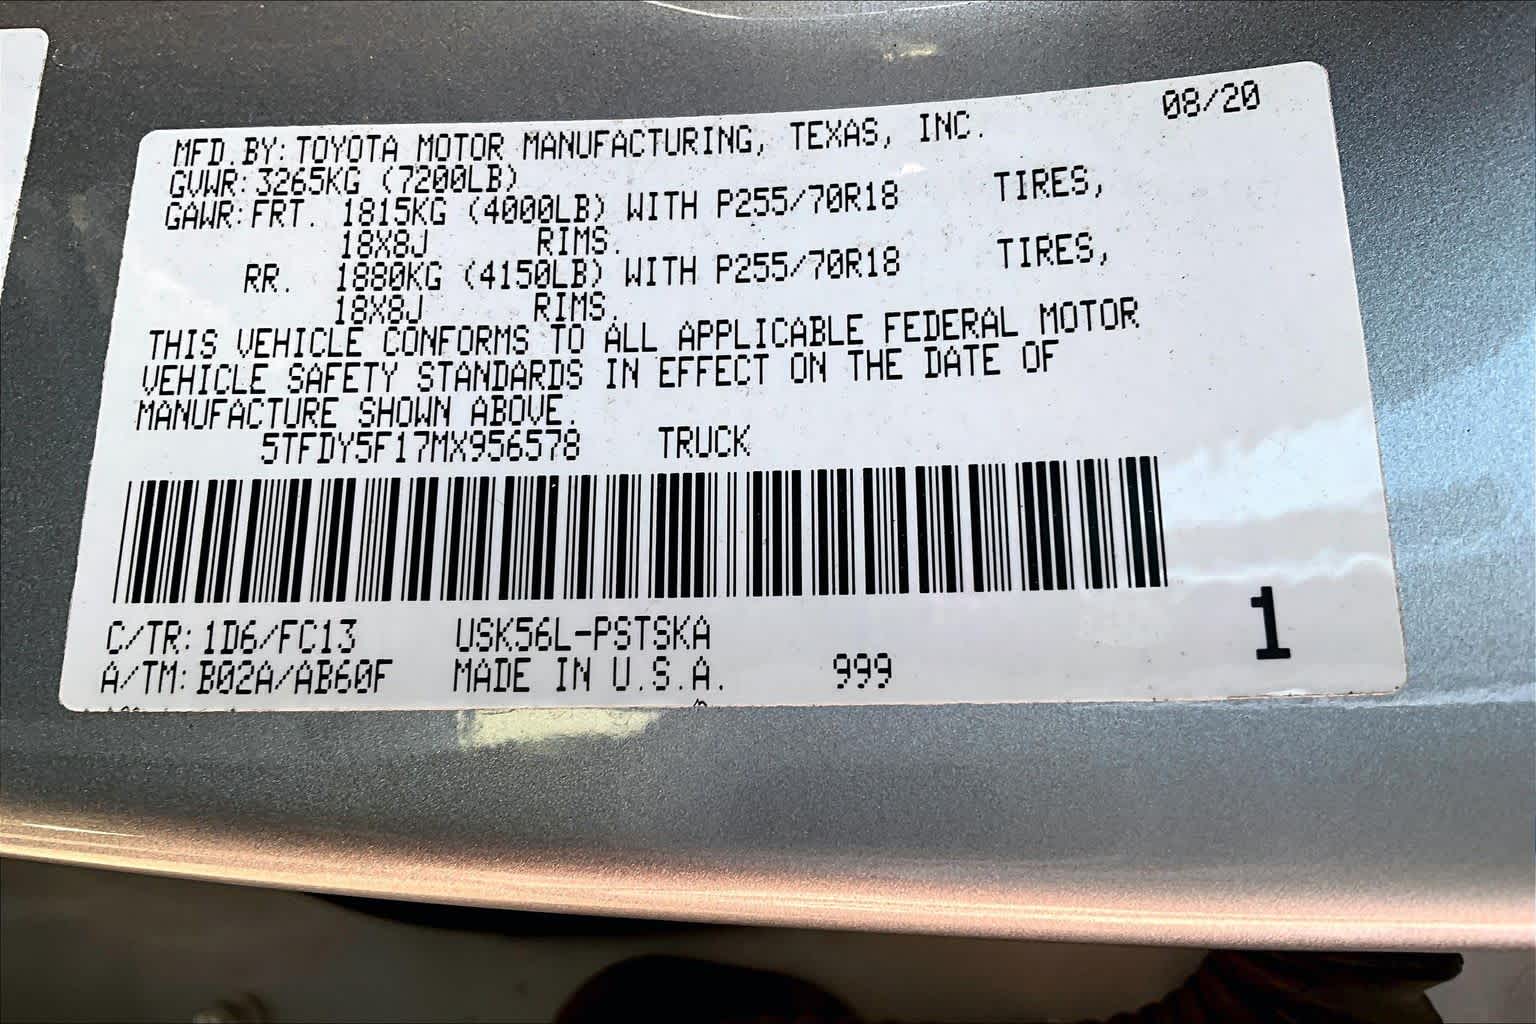 08/20
MFD.BY:TOYOTA MOTOR MANUFACTURING, TEXAS, INC.
GVWR:3265KG (7200LB)
GAWR:FRT. 1815KG (4000LB) WITH P255/70R18 TIRES,
18X8J RIMS.
RR. 1880KG (4150LB) WITH P255/70R18 TIRES,
18X8J RIMS.
THIS VEHICLE CONFORMS TO ALL APPLICABLE FEDERAL MOTOR
VEHICLE SAFETY STANDARDS IN EFFECT ON THE DATE OF
MANUFACTURE SHOWN ABOVE.
5TFDY5F17MX956578 TRUCK
C/TR:1D6/FC13 USK56L-PSTSKA
A/TM:B02A/AB60F MADE IN U.S.A. 999
1